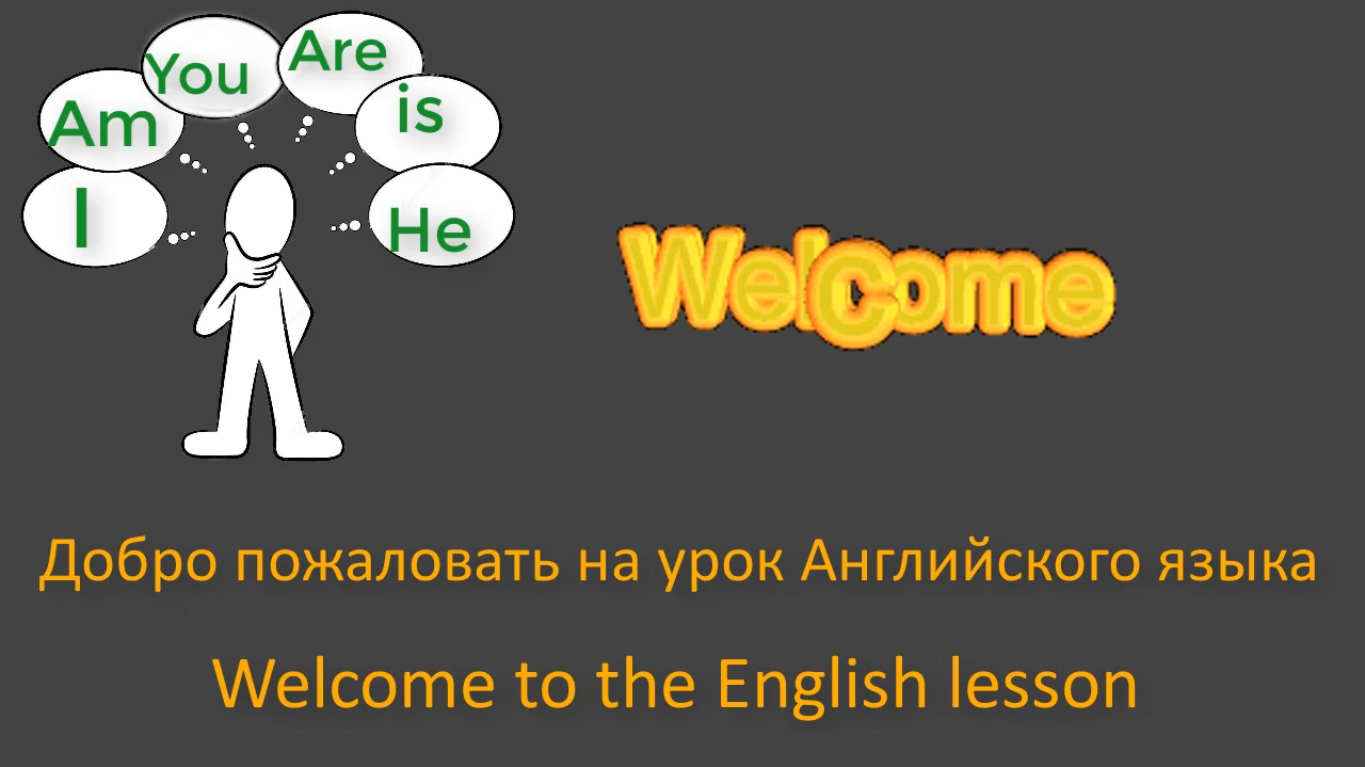 I
Am
You
Are
is
He
Welcome
Добро пожаловать на урок Английского языка
Welcome to the English lesson